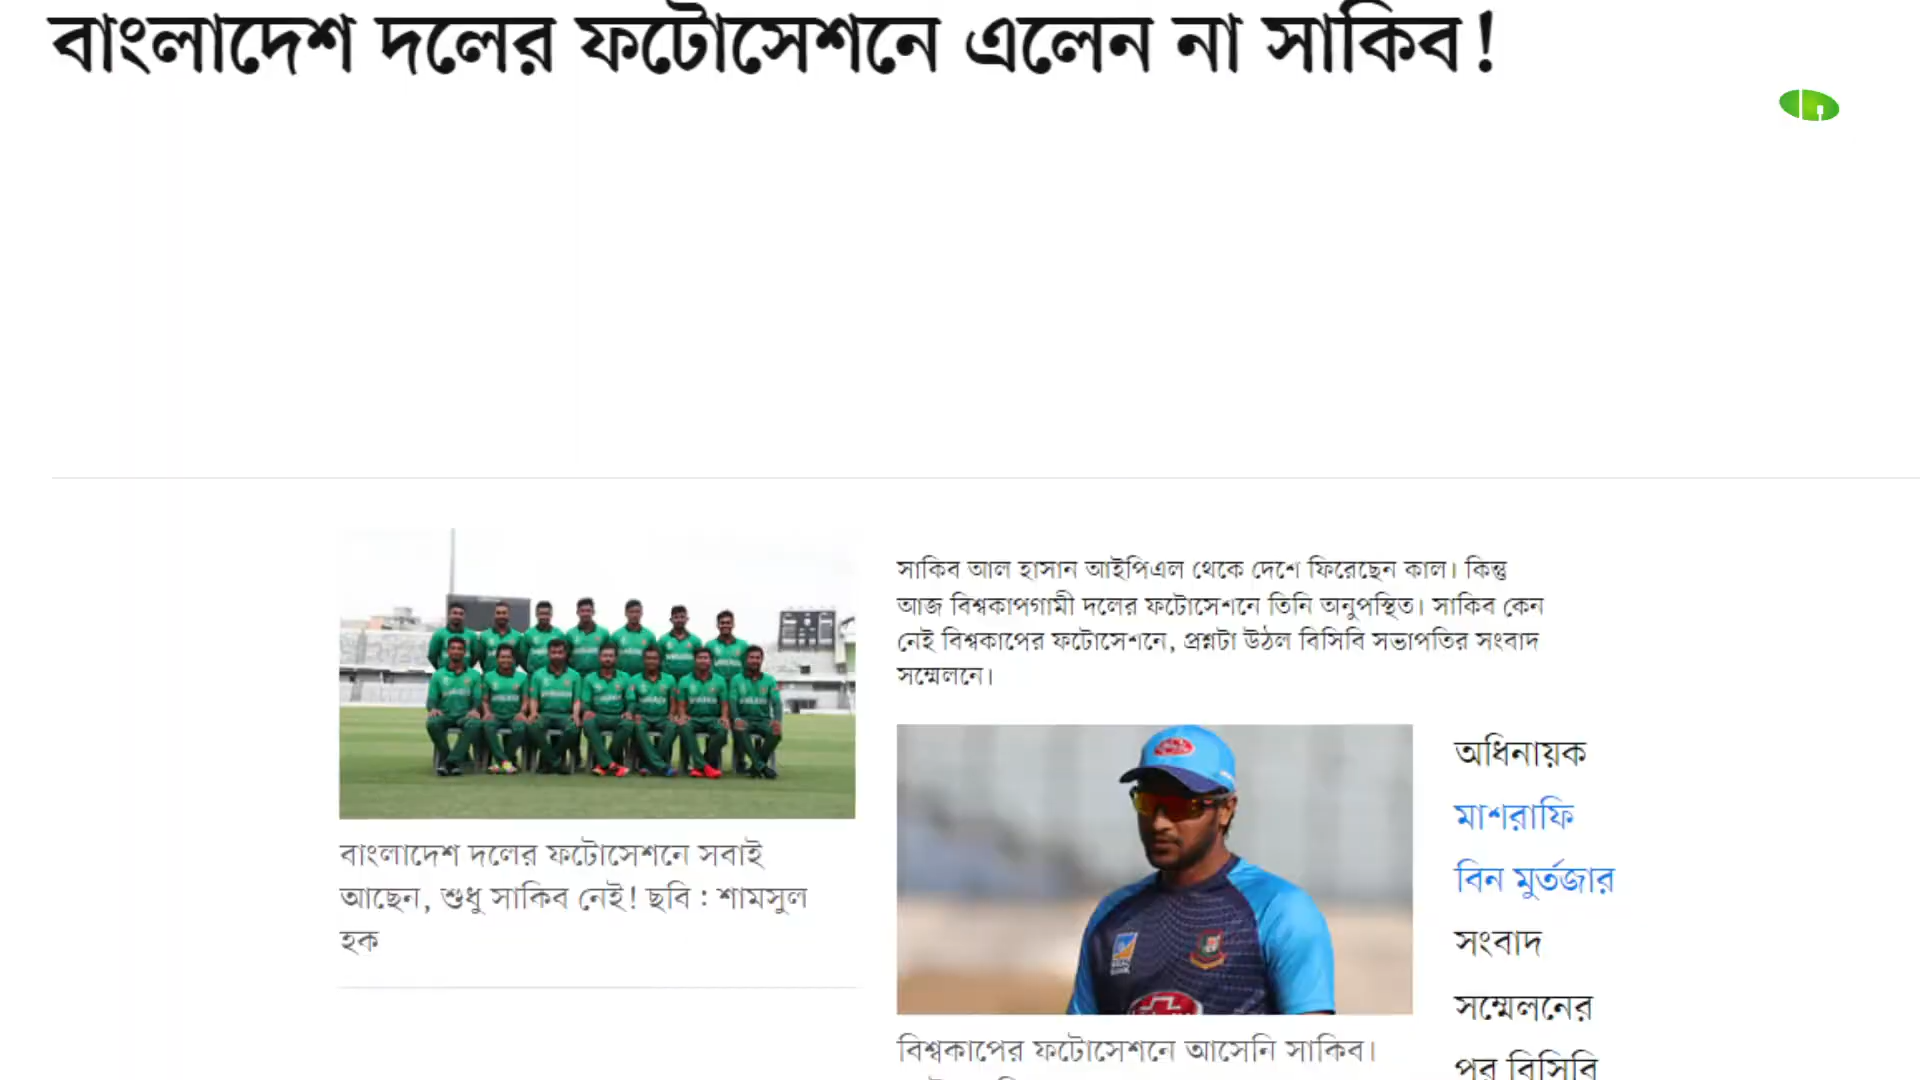 বাংলাদেশ দলের ফটোসেশনে এলেন না সাকিব!
বাংলাদেশ দলের ফটোসেশনে সবাই
আছেন, শুধু সাকিব নেই! ছবি : শামসুল
হক
সাকিব আল হাসান আইপিএল থেকে দেশে ফিরেছেন কাল। কিন্তু
আজ বিশ্বকাপগামী দলের ফটোসেশনে তিনি অনুপস্থিত। সাকিব কেন
নেই বিশ্বকাপের ফটোসেশনে, প্রশ্নটা উঠল বিসিবি সভাপতির সংবাদ
সম্মেলনে।
বিশ্বকাপের ফটোসেশনে আসেনি সাকিব।
অধিনায়ক
মাশরাফি
বিন মুর্তজার
সংবাদ
সম্মেলনের
পর বিসিবি